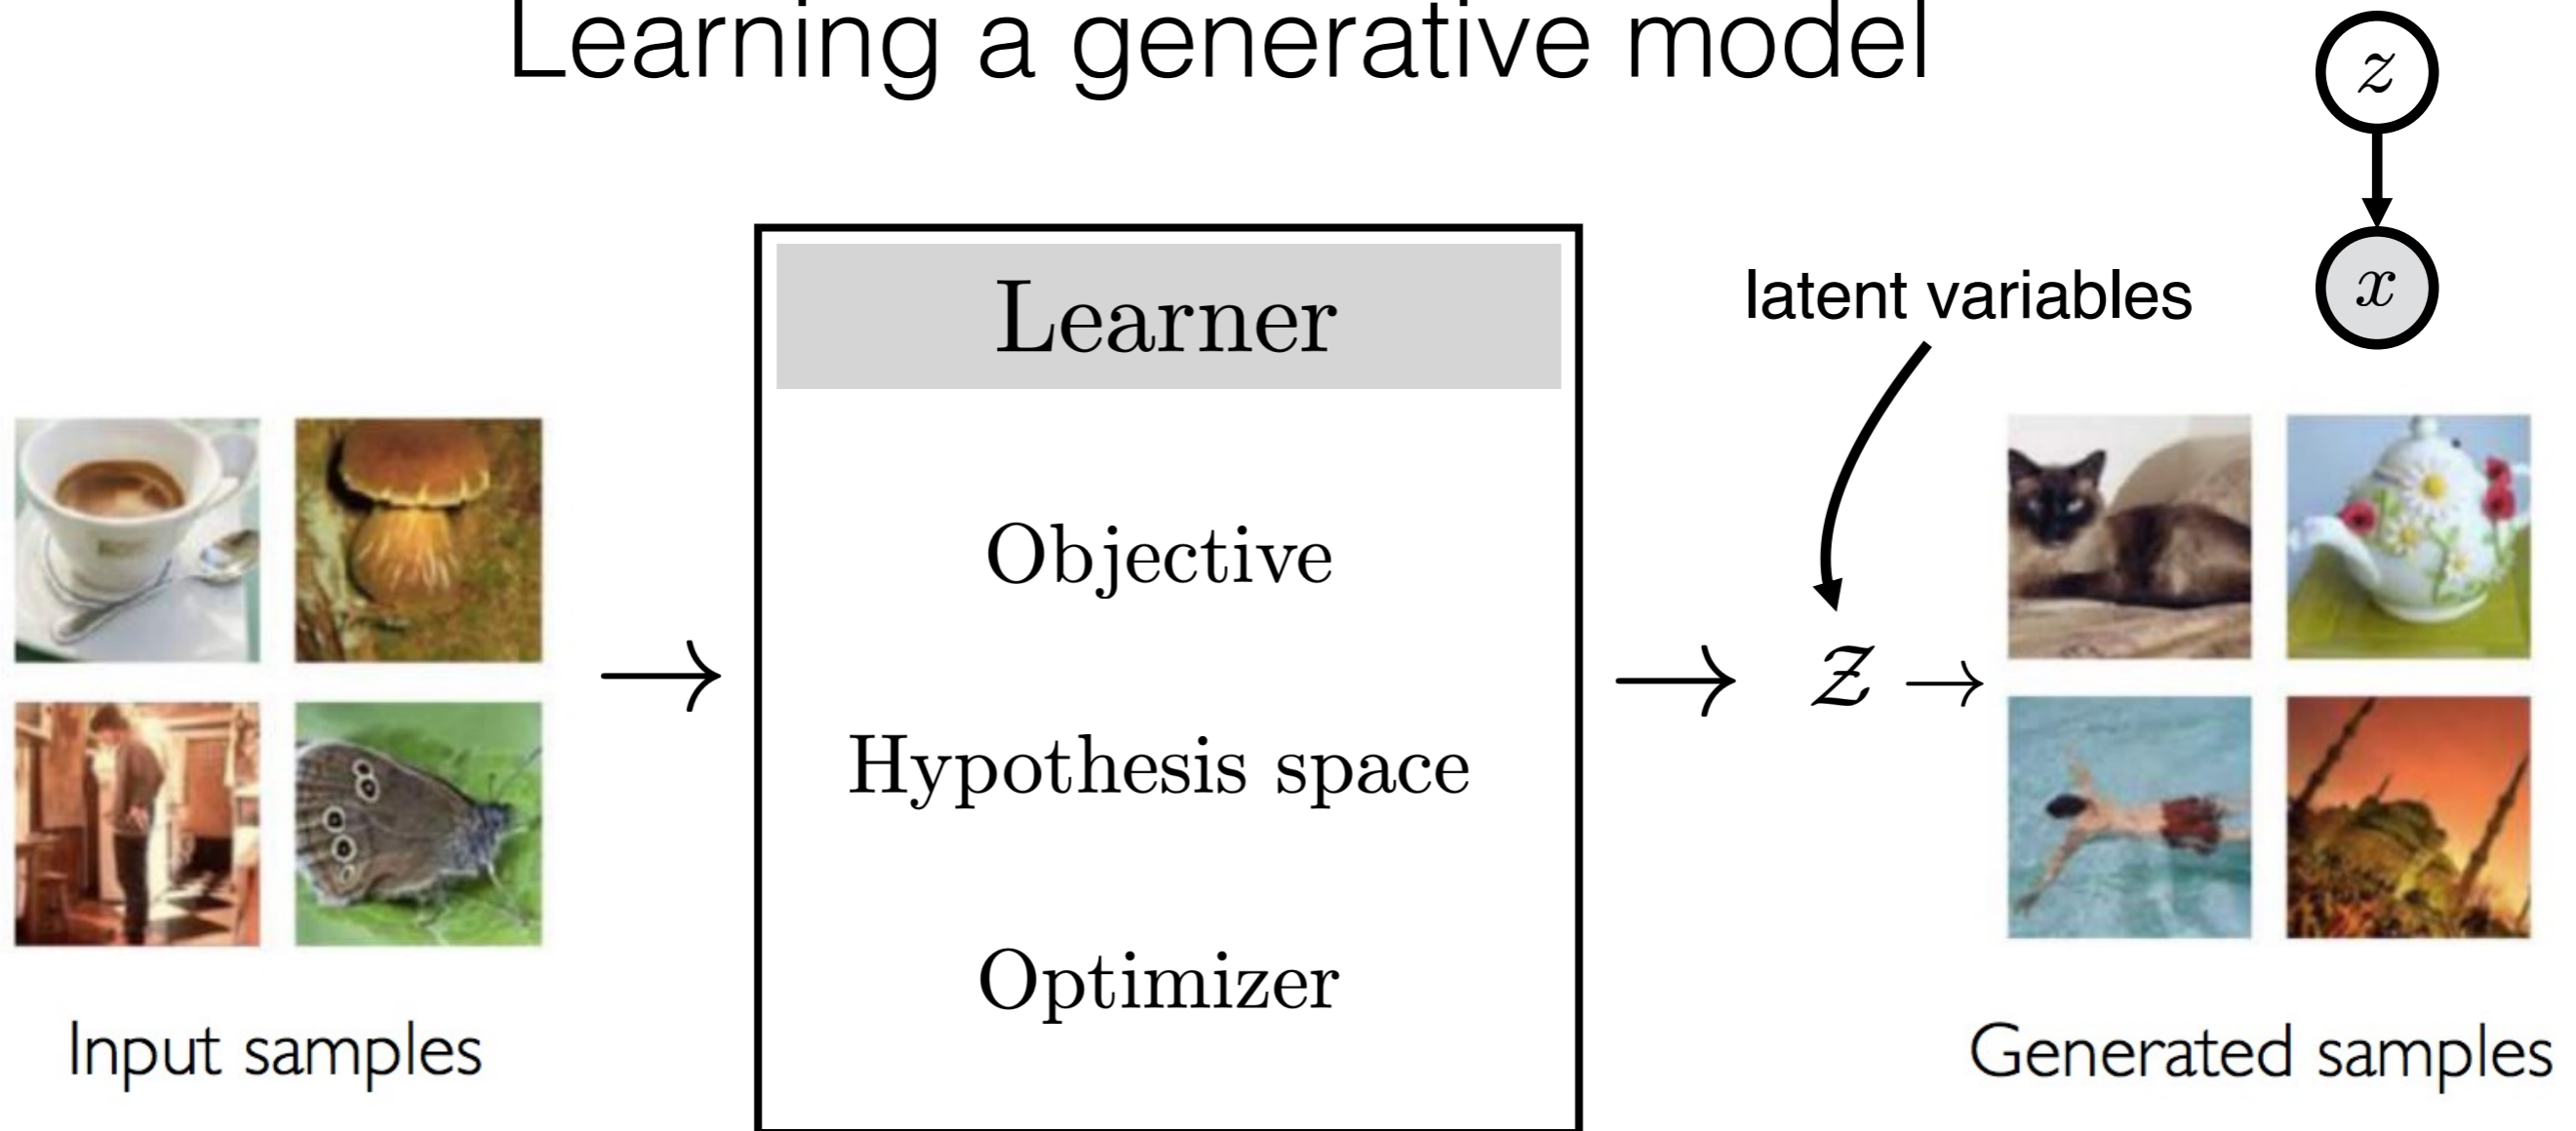 Learning a generative model
z
x
latent variables
Learner
Objective
Hypothesis space
Optimizer
→ z →
Input samples
Generated samples